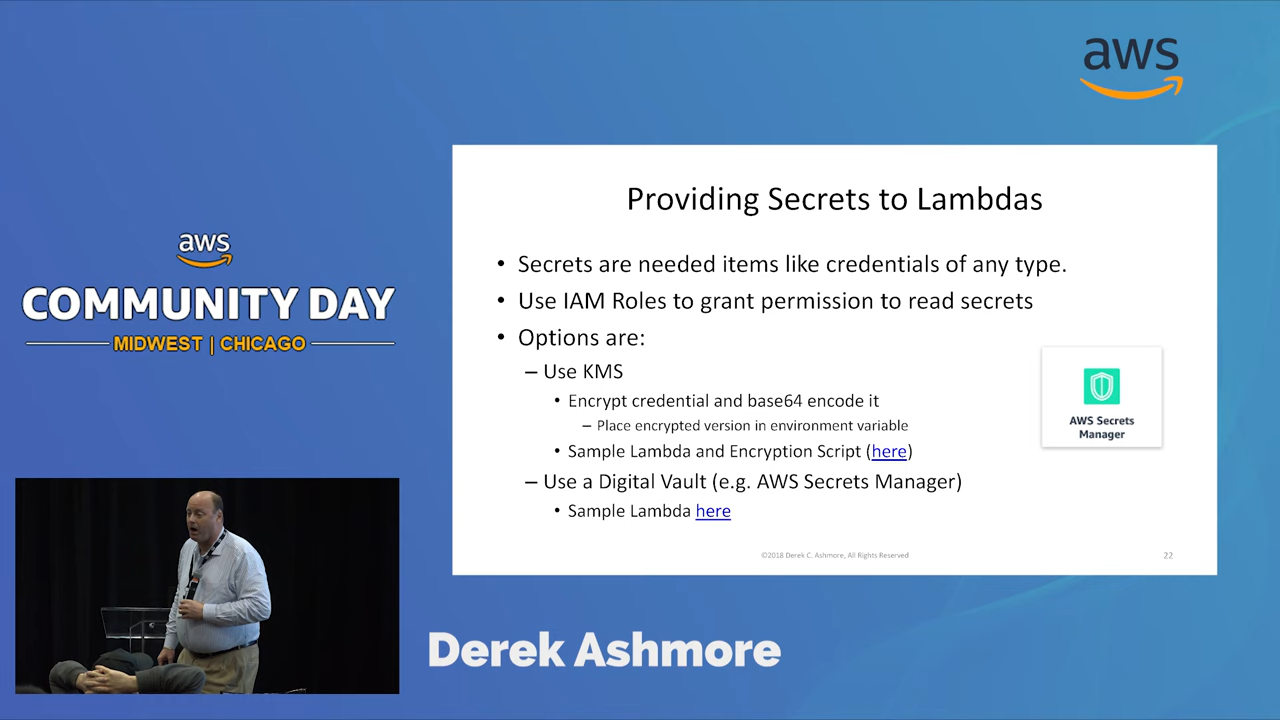 aws
aws
COMMUNITY DAY
MIDWEST | CHICAGO
Providing Secrets to Lambdas
• Secrets are needed items like credentials of any type.
• Use IAM Roles to grant permission to read secrets
• Options are:
– Use KMS
• Encrypt credential and base64 encode it
– Place encrypted version in environment variable
• Sample Lambda and Encryption Script (here)
– Use a Digital Vault (e.g. AWS Secrets Manager)
• Sample Lambda here
AWS Secrets
Manager
©2018 Derek C. Ashmore, All Rights Reserved
22
Derek Ashmore